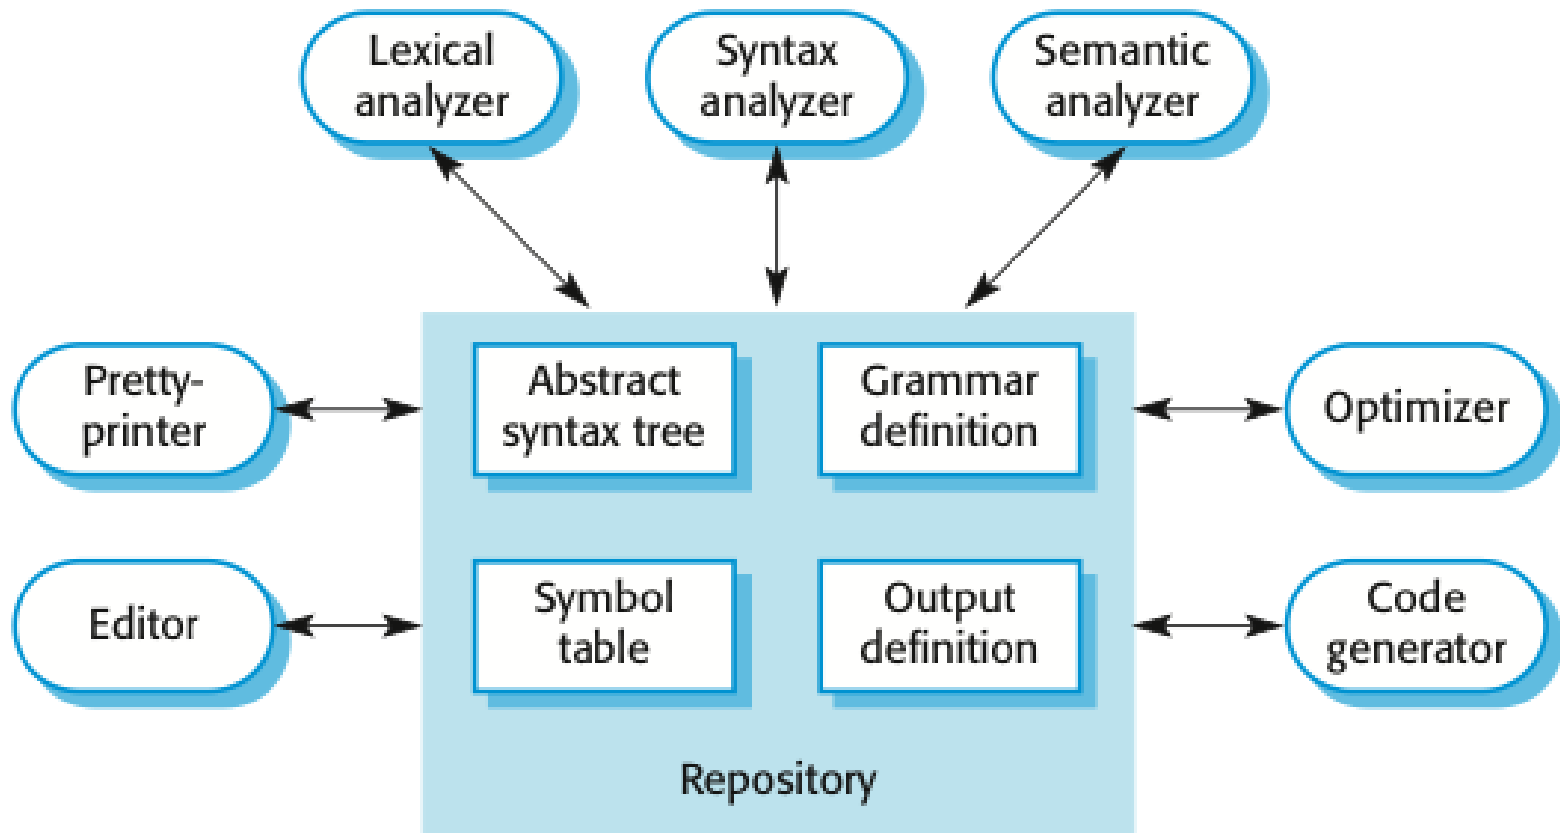 Lexical
analyzer
Syntax
analyzer
Semantic
analyzer
Pretty-
printer
Abstract
syntax tree
Grammar
definition
Optimizer
Editor
Symbol
table
Output
definition
Code
generator
Repository